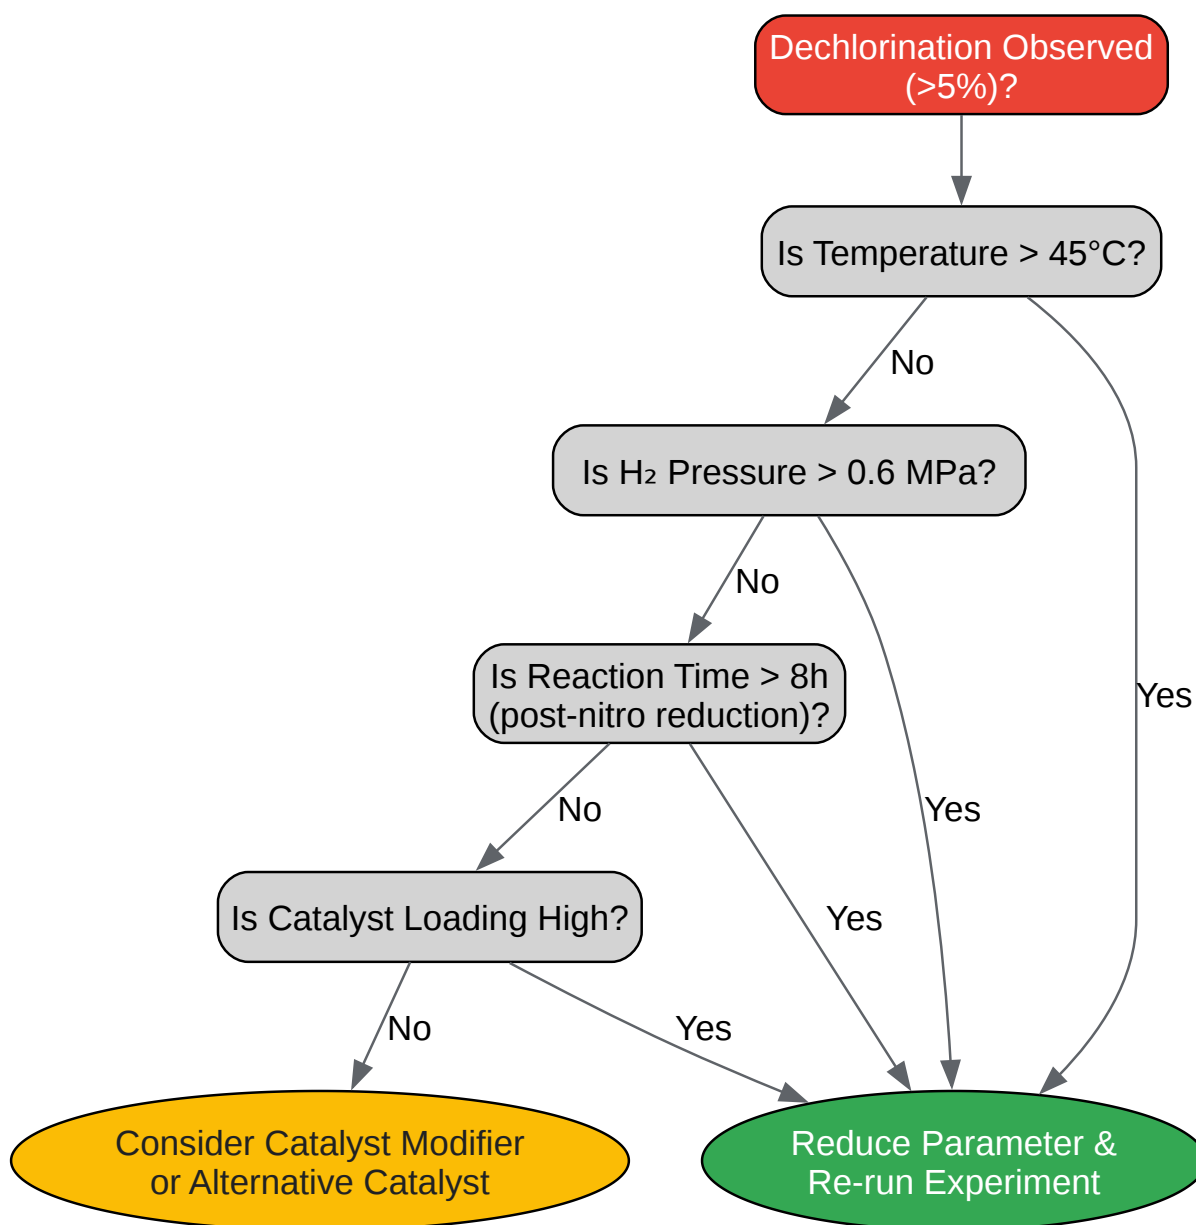 Dechlorination Observed
(>5%)?
Is Temperature > 45°C?
No
Is H₂ Pressure > 0.6 MPa?
No
Is Reaction Time > 8h
(post-nitro reduction)?
Yes
No
Yes
Is Catalyst Loading High?
Yes
No
Yes
Consider Catalyst Modifier
or Alternative Catalyst
Reduce Parameter &
Re-run Experiment